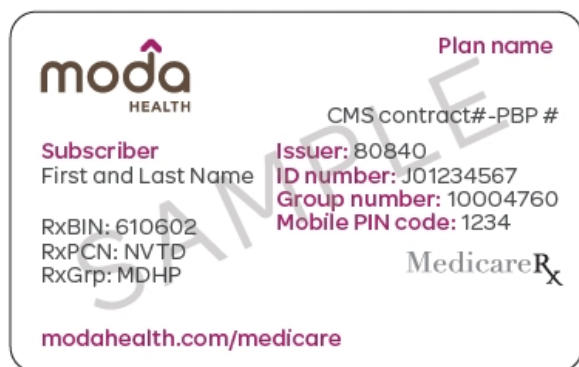 moda
HEALTH
Plan name
CMS contract#-PBP #
Subscriber
First and Last Name
Issuer: 80840
ID number: J01234567
Group number: 10004760
Mobile PIN code: 1234
RxBIN: 610602
RxPCN: NVTD
RxGrp: MDHP
MedicareRx
modahealth.com/medicare
SAMPLE